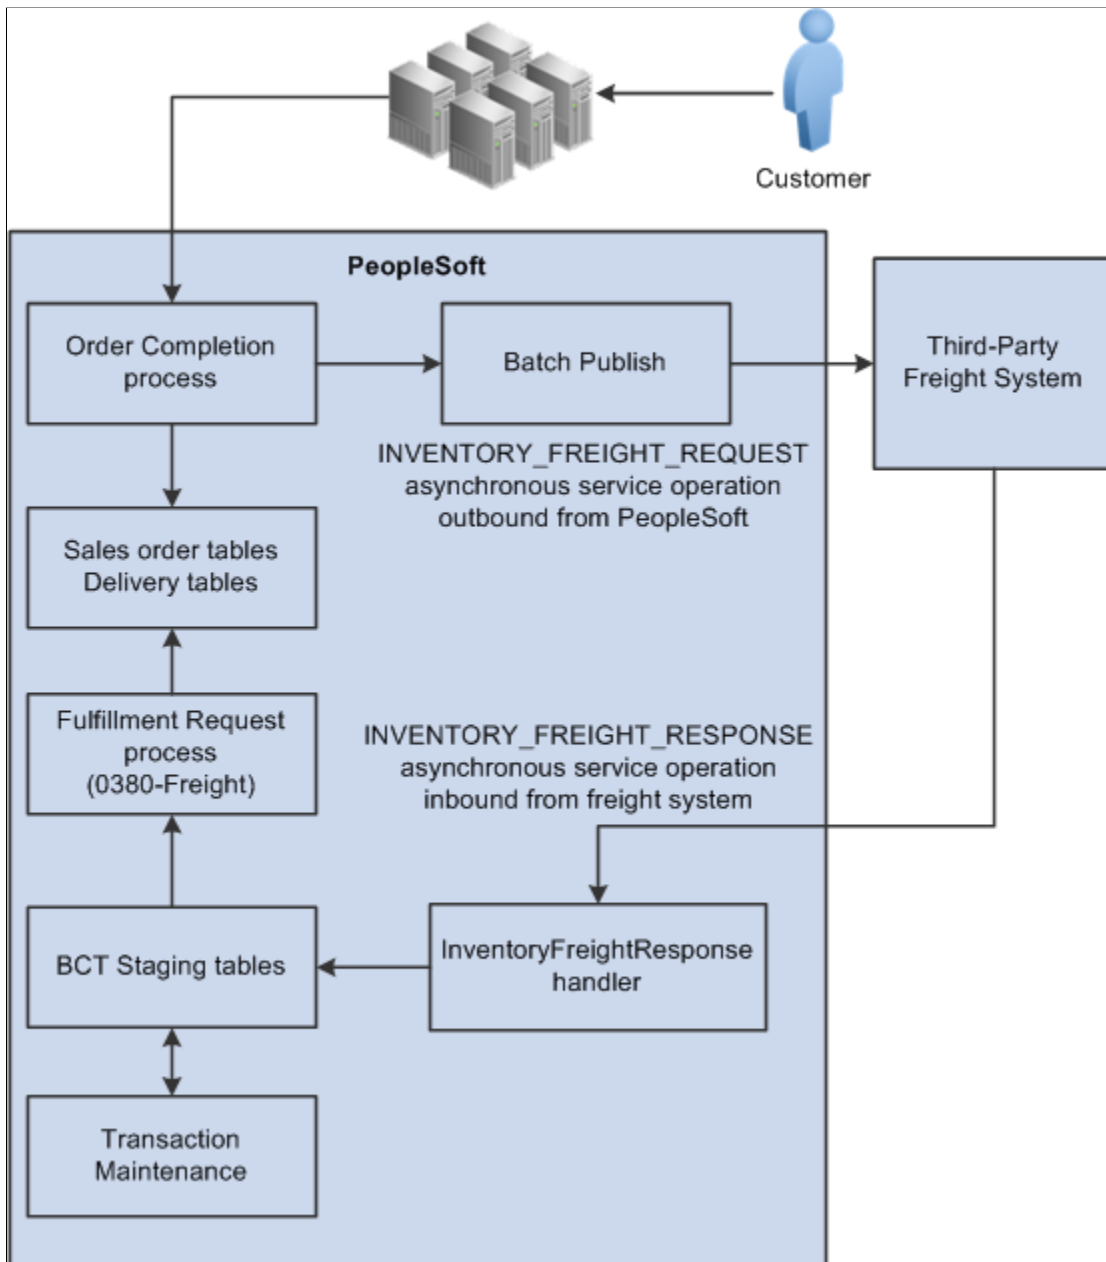 Customer
PeopleSoft
Order Completion
process
Batch Publish
Third-Party
Freight System
INVENTORY_FREIGHT_REQUEST
asynchronous service operation
outbound from PeopleSoft
Sales order tables
Delivery tables
Fulfillment Request
process
(0380-Freight)
INVENTORY_FREIGHT_RESPONSE
asynchronous service operation
inbound from freight system
BCT Staging tables
InventoryFreightResponse
handler
Transaction
Maintenance